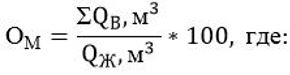 О_М = ΣQ_В, м³ / Q_Ж, м³ * 100, где: